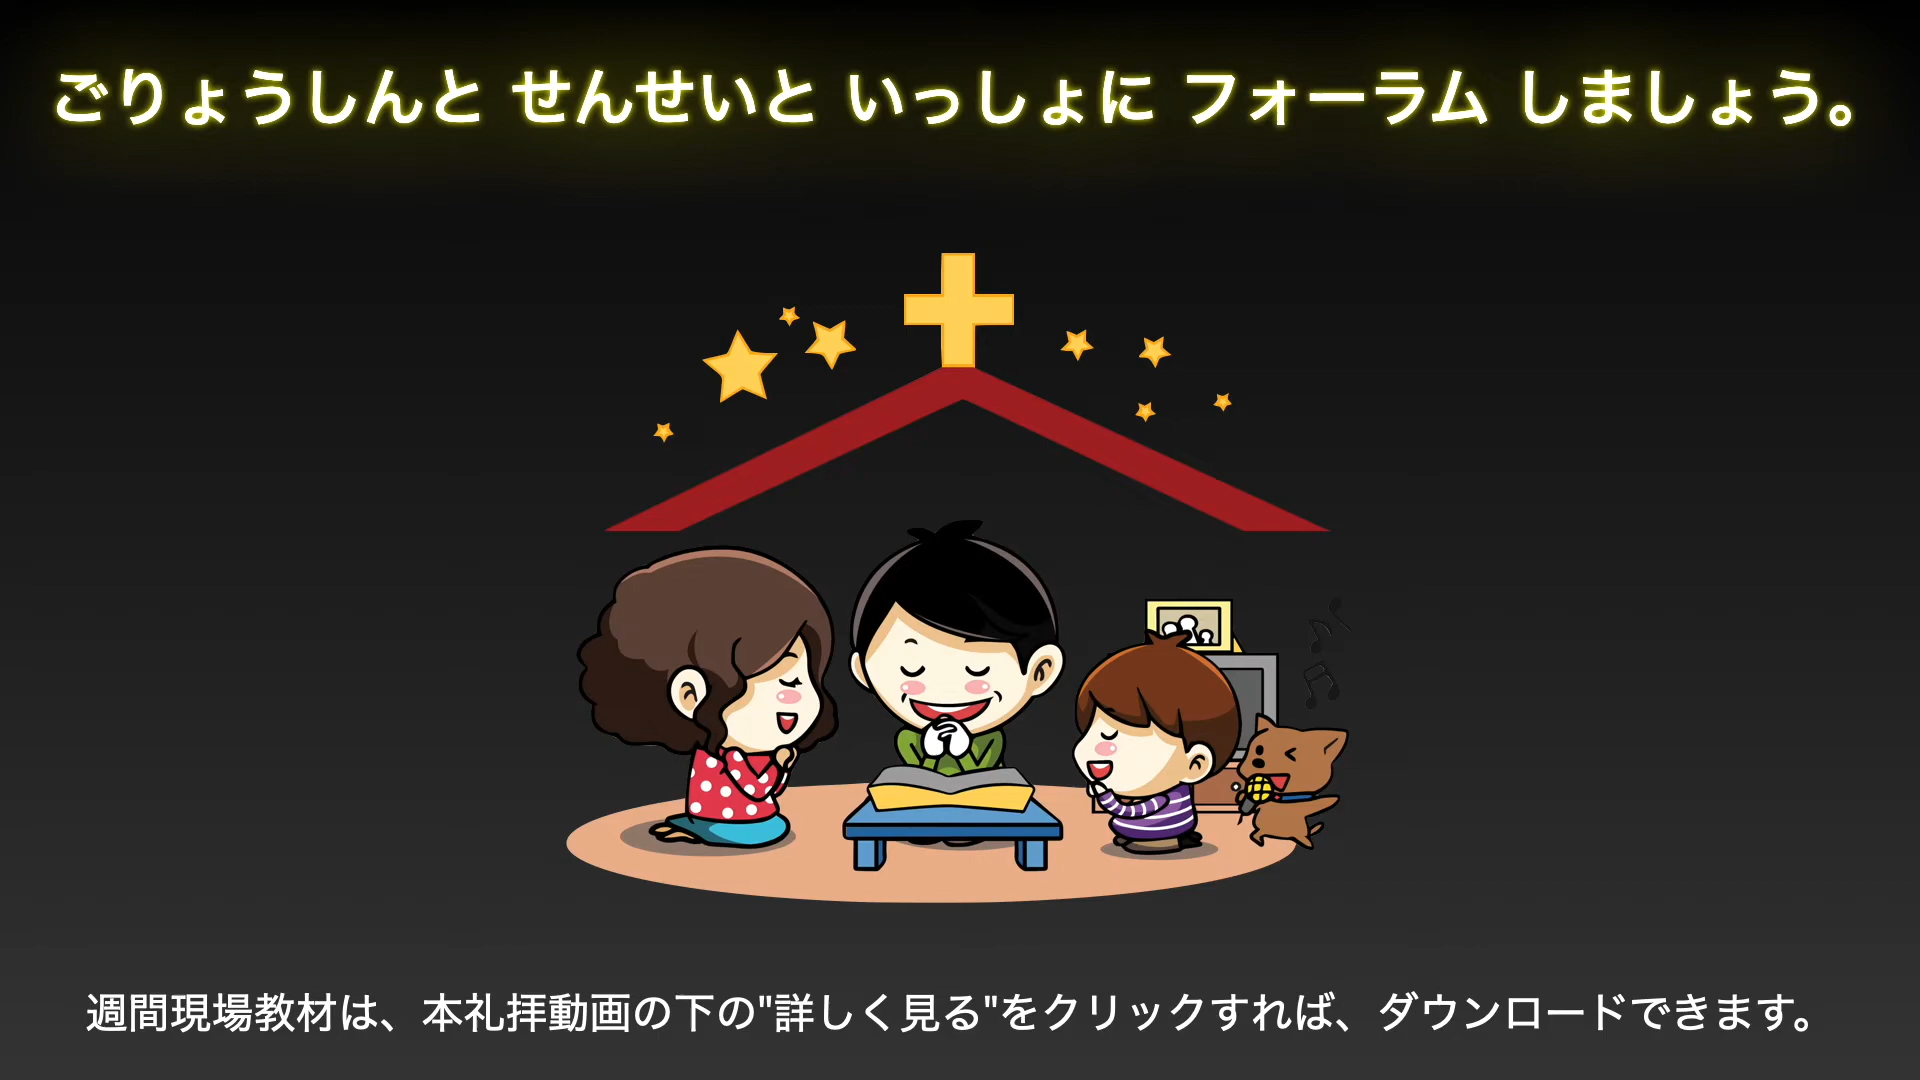 ごりょうしんと せんせいと いっしょに フォーラム しましょう。
週間現場教材は、本礼拝動画の下の"詳しく見る"をクリックすれば、ダウンロードできます。